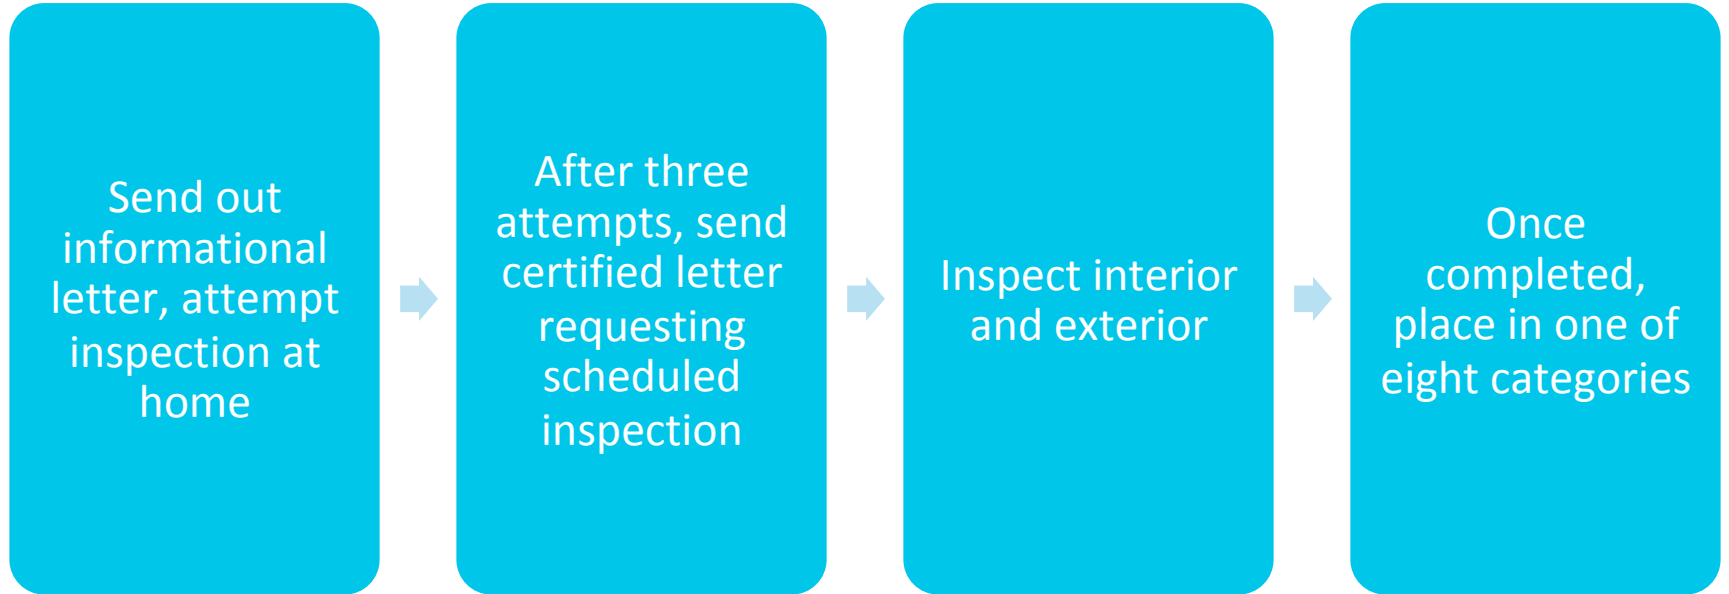 Send out
informational
letter, attempt
inspection at
home
After three
attempts, send
certified letter
requesting
scheduled
inspection
Inspect interior
and exterior
Once
completed,
place in one of
eight categories